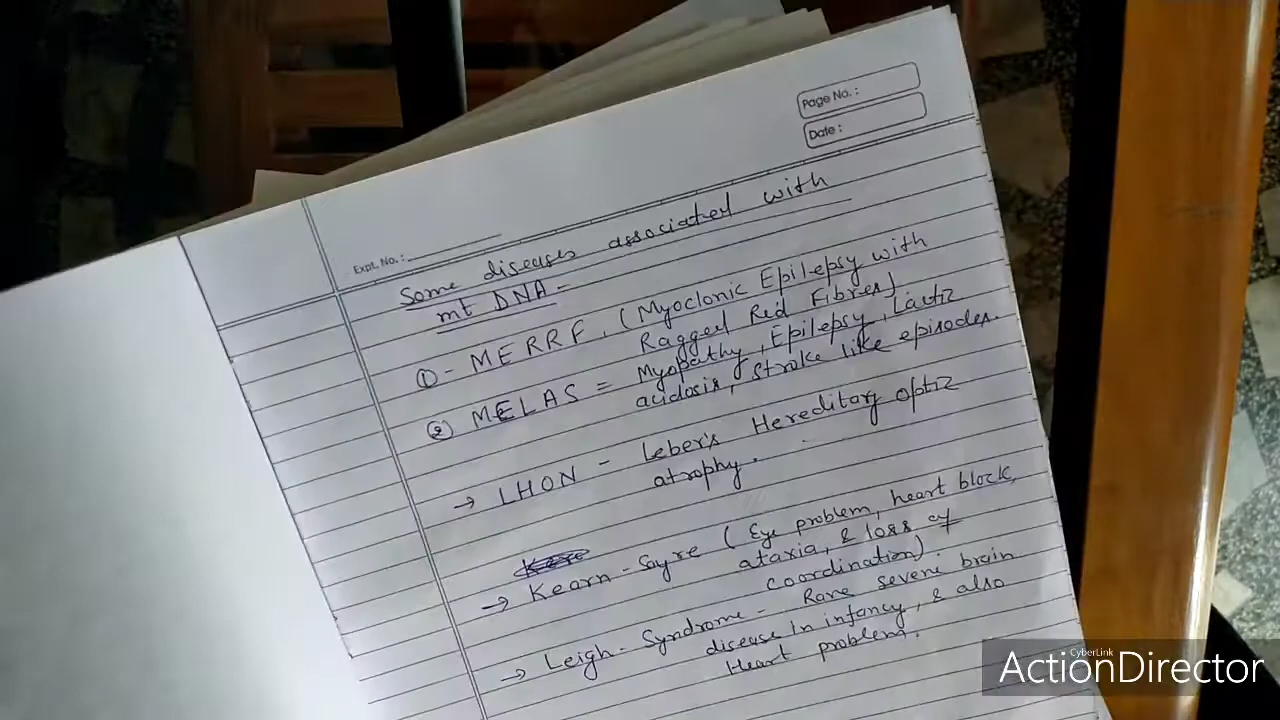 Page No. :
Date :
Expt. No. :
Some diseases associated with
mt DNA -
① - MERRF, (Myoclonic Epilepsy with
Ragged Red Fibres)
② MELAS = Myopathy, Epilepsy, Lactic
acidosis, stroke like episodes.
→ LHON - Leber's Hereditary optic
atrophy.
→ Kearn - Sayre ( Eye problem, heart block,
ataxia, & loss of
coordination).
→ Leigh - Syndrome - Rare severe brain
disease in infancy, & also
Heart problem.
CyberLink
ActionDirector